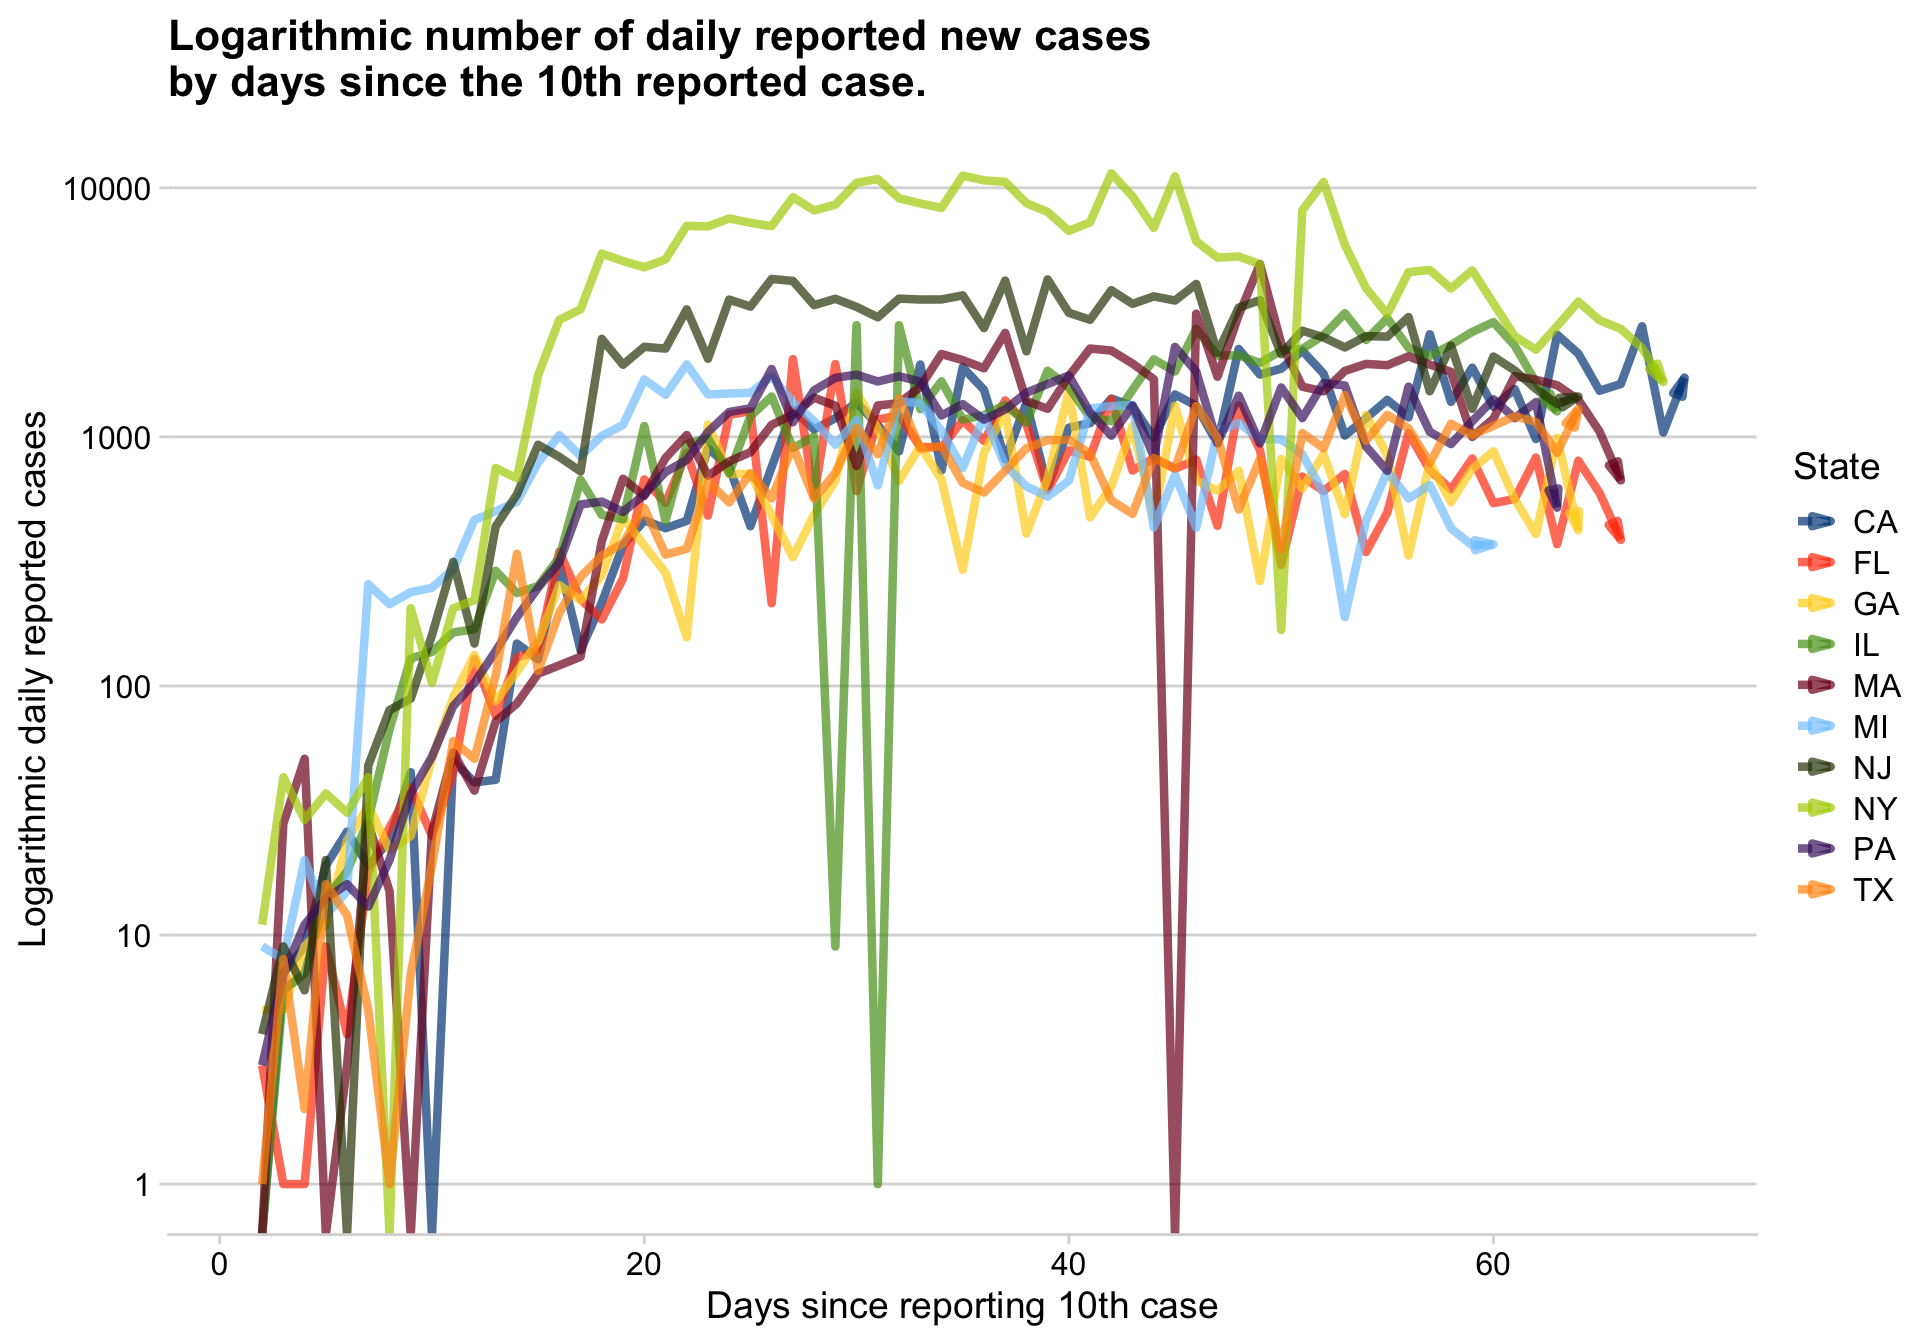 Logarithmic number of daily reported new cases
by days since the 10th reported case.
10000
1000
100
10
1
Logarithmic daily reported cases
0
20
40
60
Days since reporting 10th case
State
CA
FL
GA
IL
MA
MI
NJ
NY
PA
TX